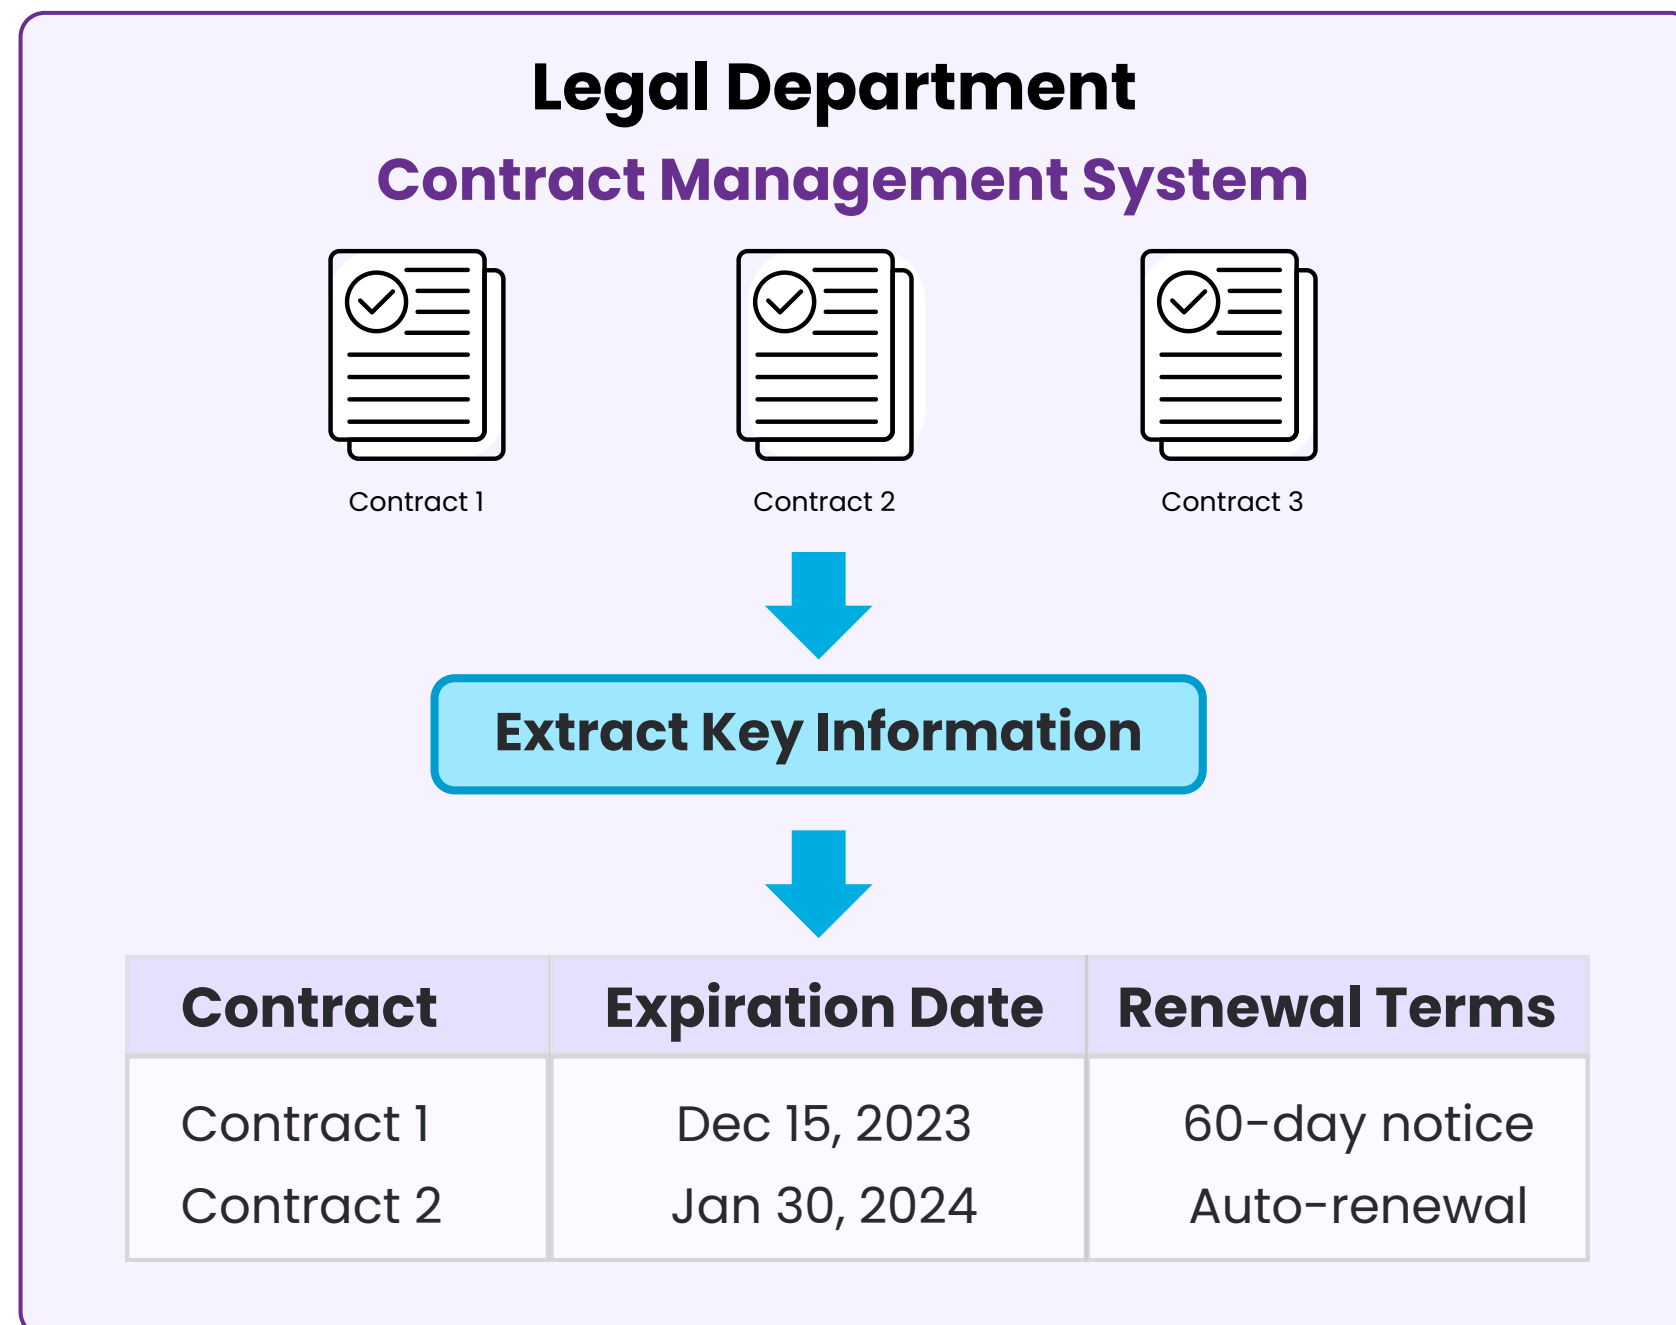 Legal Department
Contract Management System
Contract 1 Contract 2 Contract 3
Extract Key Information
Contract Expiration Date Renewal Terms
Contract 1 Dec 15, 2023 60-day notice
Contract 2 Jan 30, 2024 Auto-renewal